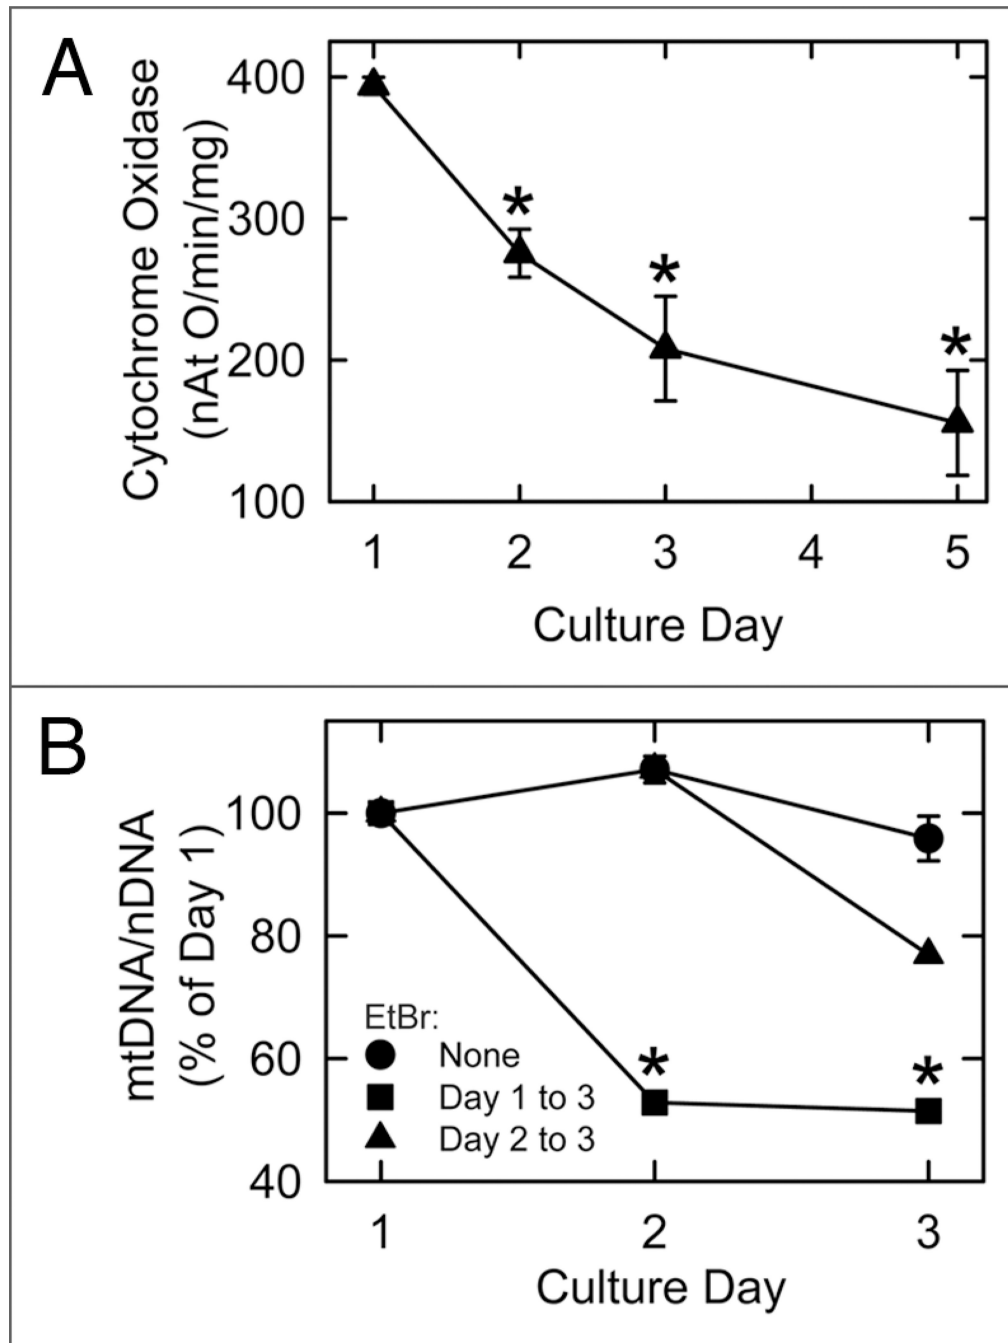 A
Cytochrome Oxidase
(nAt O/min/mg)
400
300
200
100
*
*
*
1 2 3 4 5
Culture Day
B
mtDNA/nDNA
(% of Day 1)
100
80
60
40
EtBr:
None
Day 1 to 3
Day 2 to 3
*
*
1 2 3
Culture Day